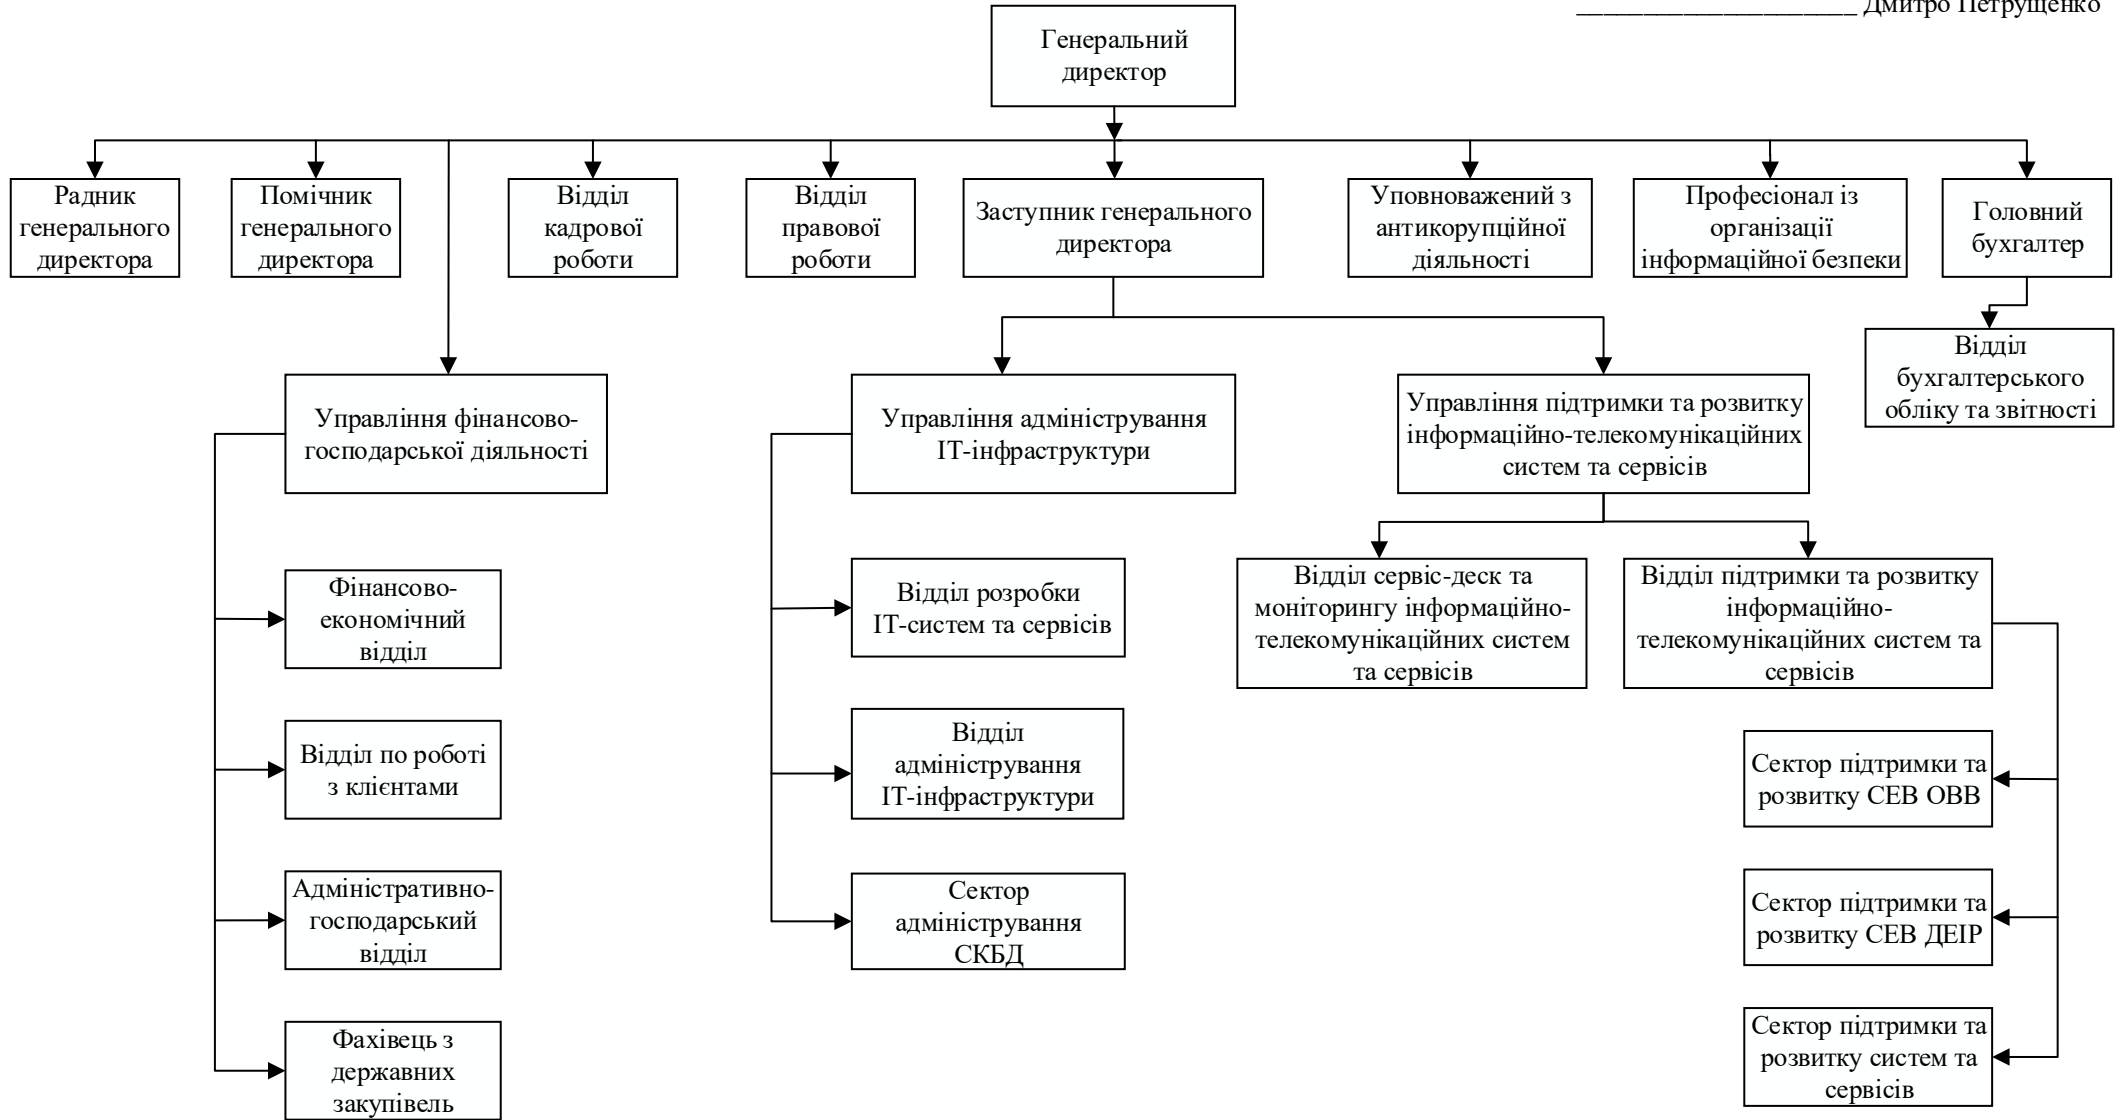 ____________________ Дмитро Петрущенко
Генеральний
директор
Радник
генерального
директора
Помічник
генерального
директора
Відділ
кадрової
роботи
Відділ
правової
роботи
Заступник генерального
директора
Уповноважений з
антикорупційної
діяльності
Професіонал із
організації
інформаційної безпеки
Головний
бухгалтер
Відділ
бухгалтерського
обліку та звітності
Управління фінансово-
господарської діяльності
Управління адміністрування
ІТ-інфраструктури
Управління підтримки та розвитку
інформаційно-телекомунікаційних
систем та сервісів
Фінансово-
економічний
відділ
Відділ по роботі
з клієнтами
Адміністративно-
господарський
відділ
Фахівець з
державних
закупівель
Відділ розробки
ІТ-систем та сервісів
Відділ
адміністрування
ІТ-інфраструктури
Сектор
адміністрування
СКБД
Відділ сервіс-деск та
моніторингу інформаційно-
телекомунікаційних систем
та сервісів
Відділ підтримки та розвитку
інформаційно-
телекомунікаційних систем та
сервісів
Сектор підтримки та
розвитку СЕВ ОВВ
Сектор підтримки та
розвитку СЕВ ДЕІР
Сектор підтримки та
розвитку систем та
сервісів